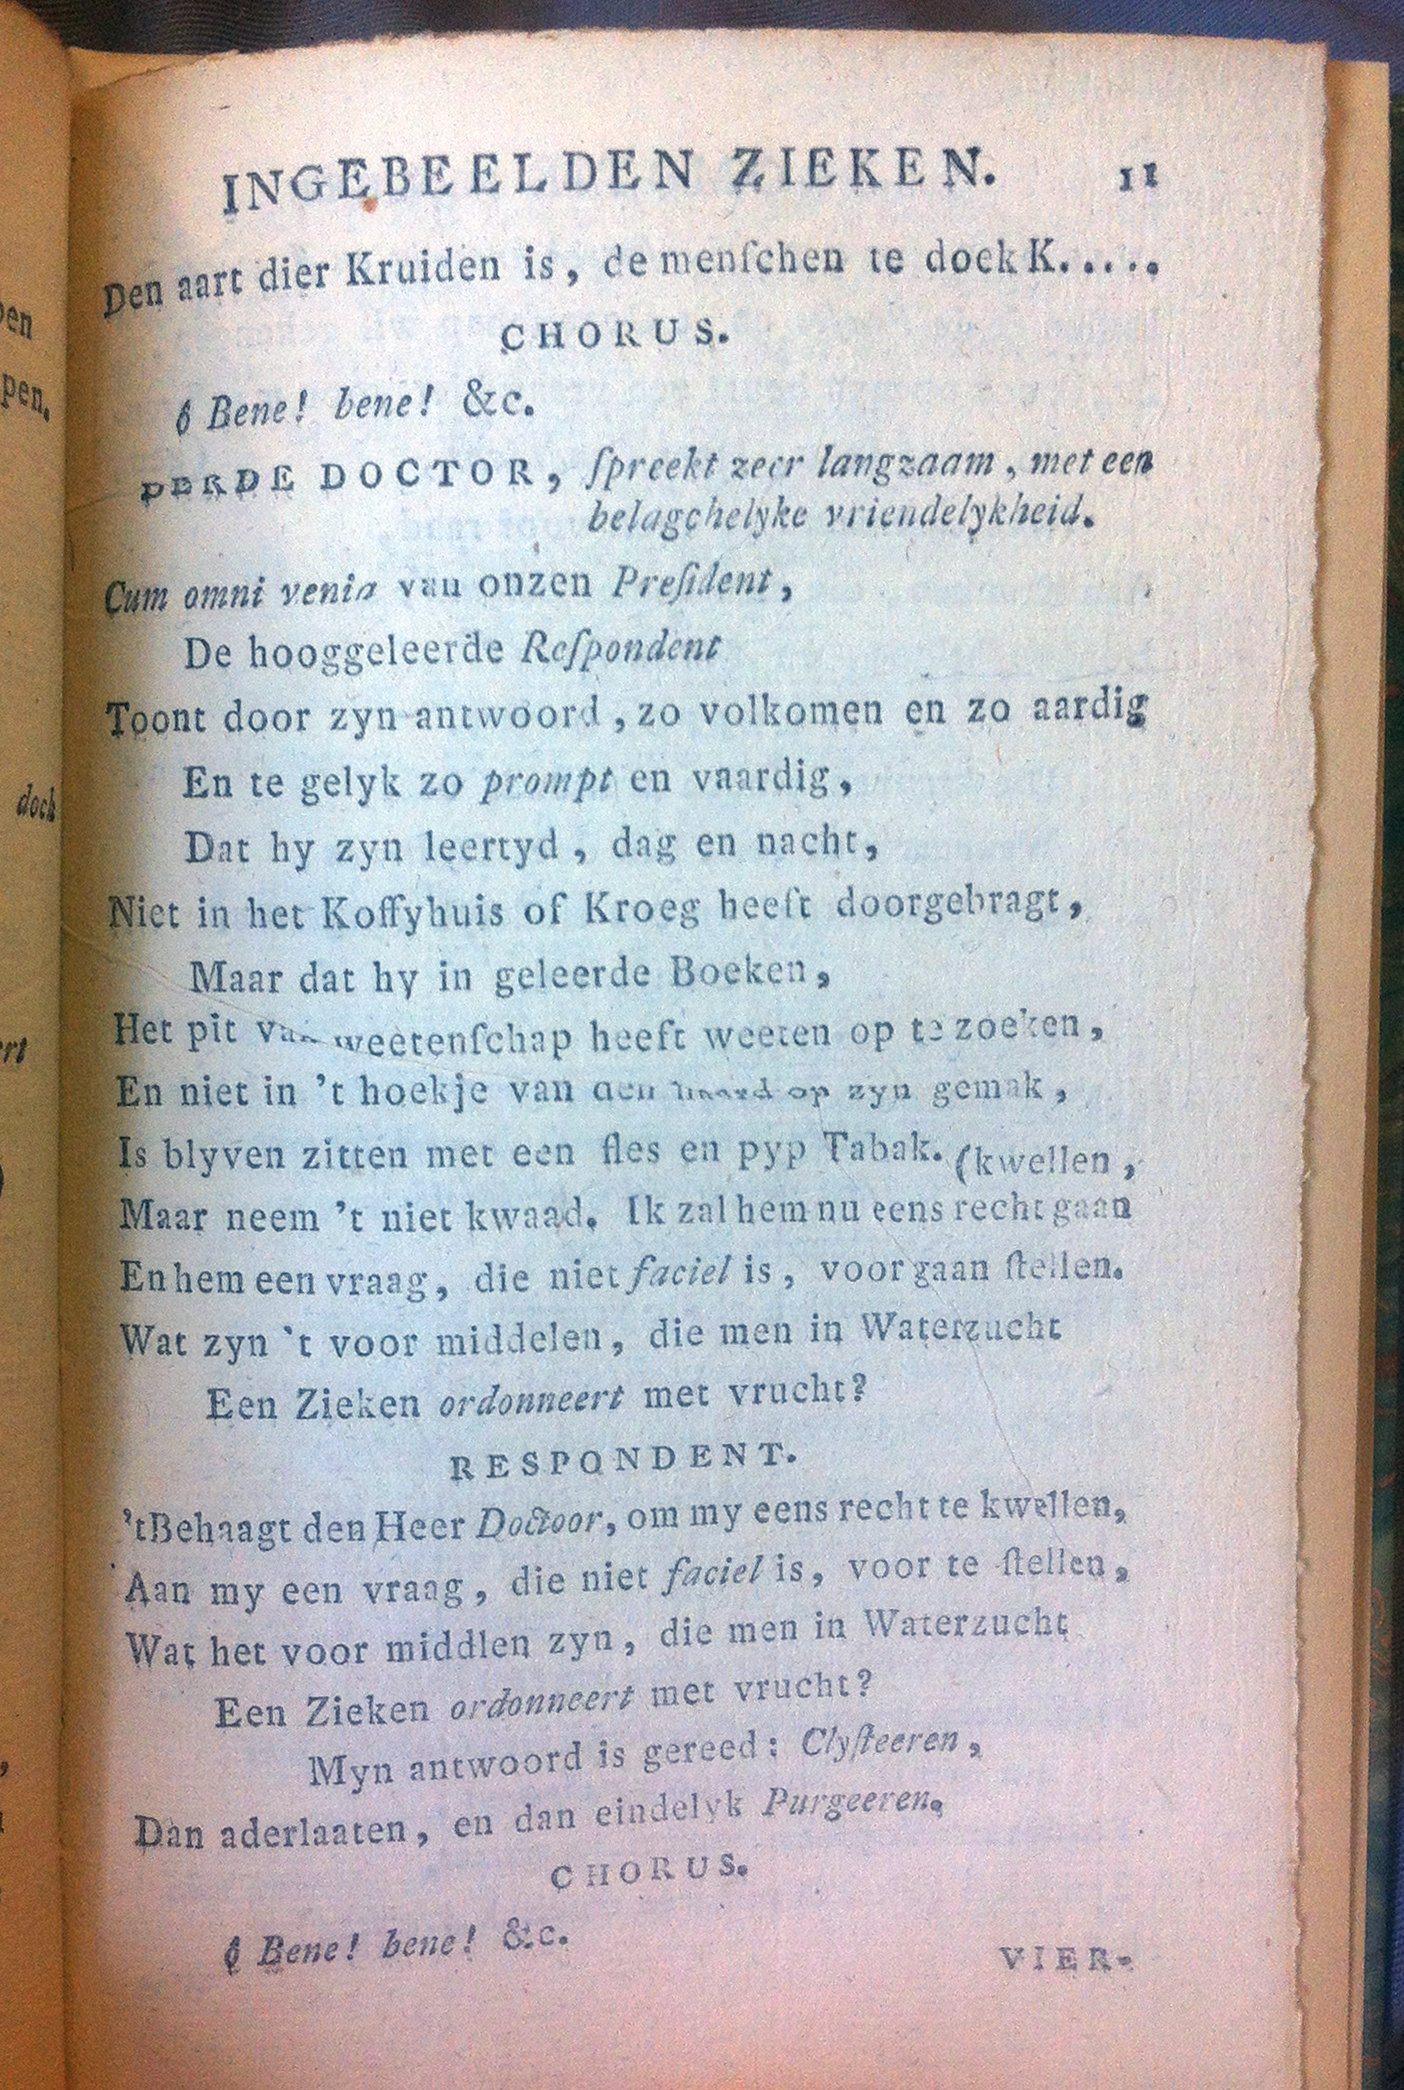 INGEBEELDEN ZIEKEN. 11
Den aart dier Kruiden is, de menſchen te doek K.....
CHORUS.
ô Bene! bene! &c.
DERDE DOCTOR, ſpreekt zeer langzaam, met een
belagchelyke vriendelykheid.
Cum omni venia van onzen Preſident,
De hooggeleerde Reſpondent
Toont door zyn antwoord, zo volkomen en zo aardig
En te gelyk zo prompt en vaardig,
Dat hy zyn leertyd, dag en nacht,
Niet in het Koffyhuis of Kroeg heeft doorgebragt,
Maar dat hy in geleerde Boeken,
Het pit van weetenſchap heeft weeten op te zoeken,
En niet in 't hoekje van den haard op zyn gemak,
Is blyven zitten met een fles en pyp Tabak. (kwellen,
Maar neem 't niet kwaad. Ik zal hem nu eens recht gaan
En hem een vraag, die niet faciel is, voor gaan ſtellen.
Wat zyn 't voor middelen, die men in Waterzucht
Een Zieken ordonneert met vrucht?
RESPONDENT.
't Behaagt den Heer Doctoor, om my eens recht te kwellen,
Aan my een vraag, die niet faciel is, voor te ſtellen,
Wat het voor middlen zyn, die men in Waterzucht
Een Zieken ordonneert met vrucht?
Myn antwoord is gereed: Clyſteeren,
Dan aderlaaten, en dan eindelyk Purgeeren.
CHORUS.
ô Bene! bene! &c.
VIER-
pen.
doch